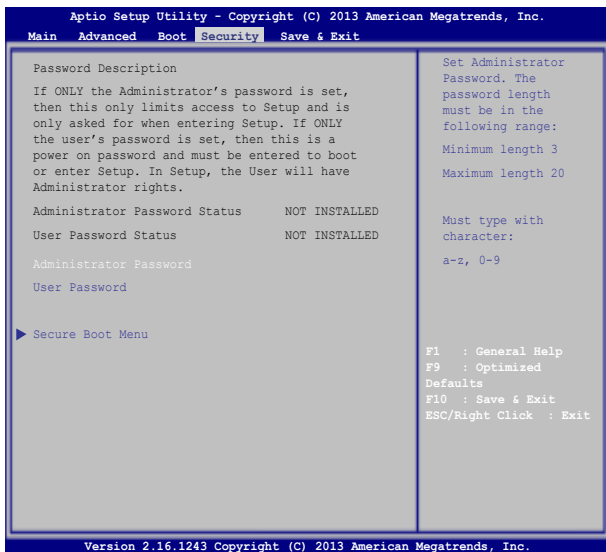 Aptio Setup Utility - Copyright (C) 2013 American Megatrends, Inc.
Main Advanced Boot Security Save & Exit
Password Description
If ONLY the Administrator's password is set,
then this only limits access to Setup and is
only asked for when entering Setup. If ONLY
the user's password is set, then this is a
power on password and must be entered to boot
or enter Setup. In Setup, the User will have
Administrator rights.
Administrator Password Status NOT INSTALLED
User Password Status NOT INSTALLED
Administrator Password
User Password
Secure Boot Menu
Set Administrator
Password. The
password length
must be in the
following range:
Minimum length 3
Maximum length 20
Must type with
character:
a-z, 0-9
F1 : General Help
F9 : Optimized
Defaults
F10 : Save & Exit
ESC/Right Click : Exit
Version 2.16.1243 Copyright (C) 2013 American Megatrends, Inc.